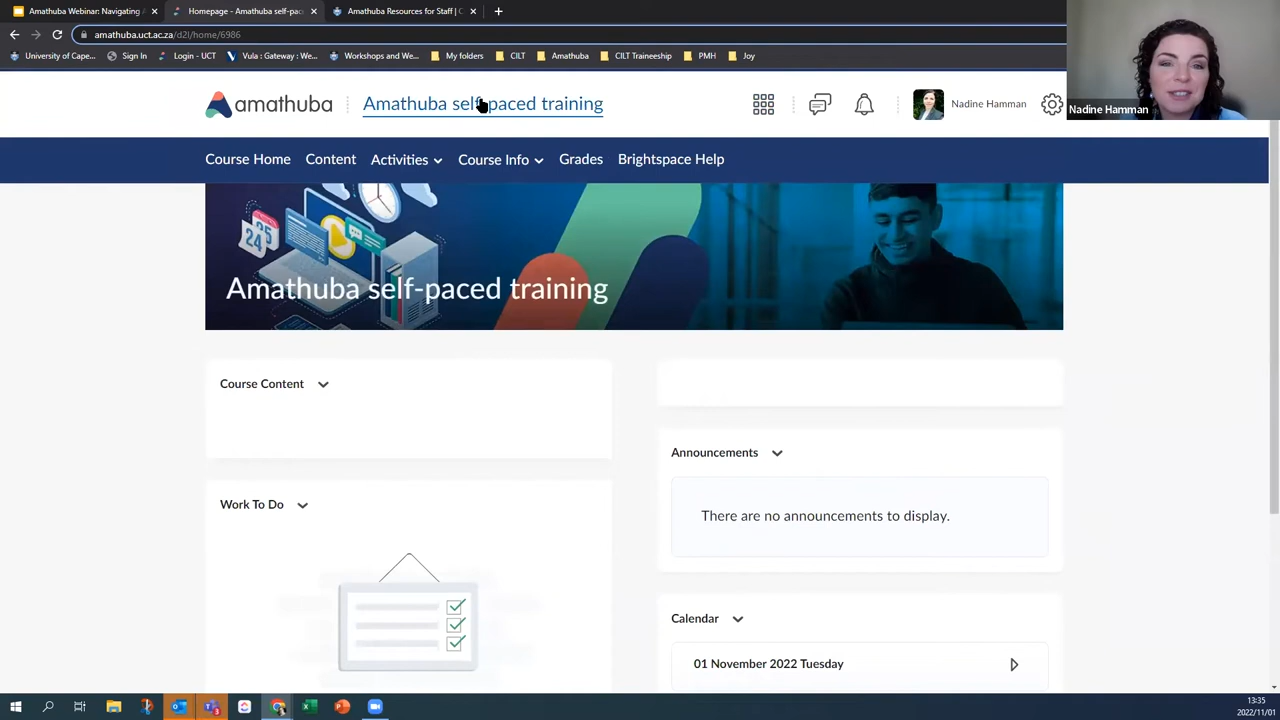 Amathuba Webinar: Navigating
Homepage - Amathuba self-pac
Amathuba Resources for Staff | C
amathuba.uct.ac.za/d2l/home/6986
University of Cape...
Sign In
Login - UCT
Vula : Gateway : We...
Workshops and We...
My folders
CILT
Amathuba
CILT Traineeship
PMH
Joy
Nadine Hamman
amathuba
Amathuba self-paced training
Nadine Hamman
Course Home
Content
Activities
Course Info
Grades
Brightspace Help
24
Amathuba self-paced training
Course Content
Announcements
There are no announcements to display.
Work To Do
Calendar
01 November 2022 Tuesday
13:35
2022/11/01